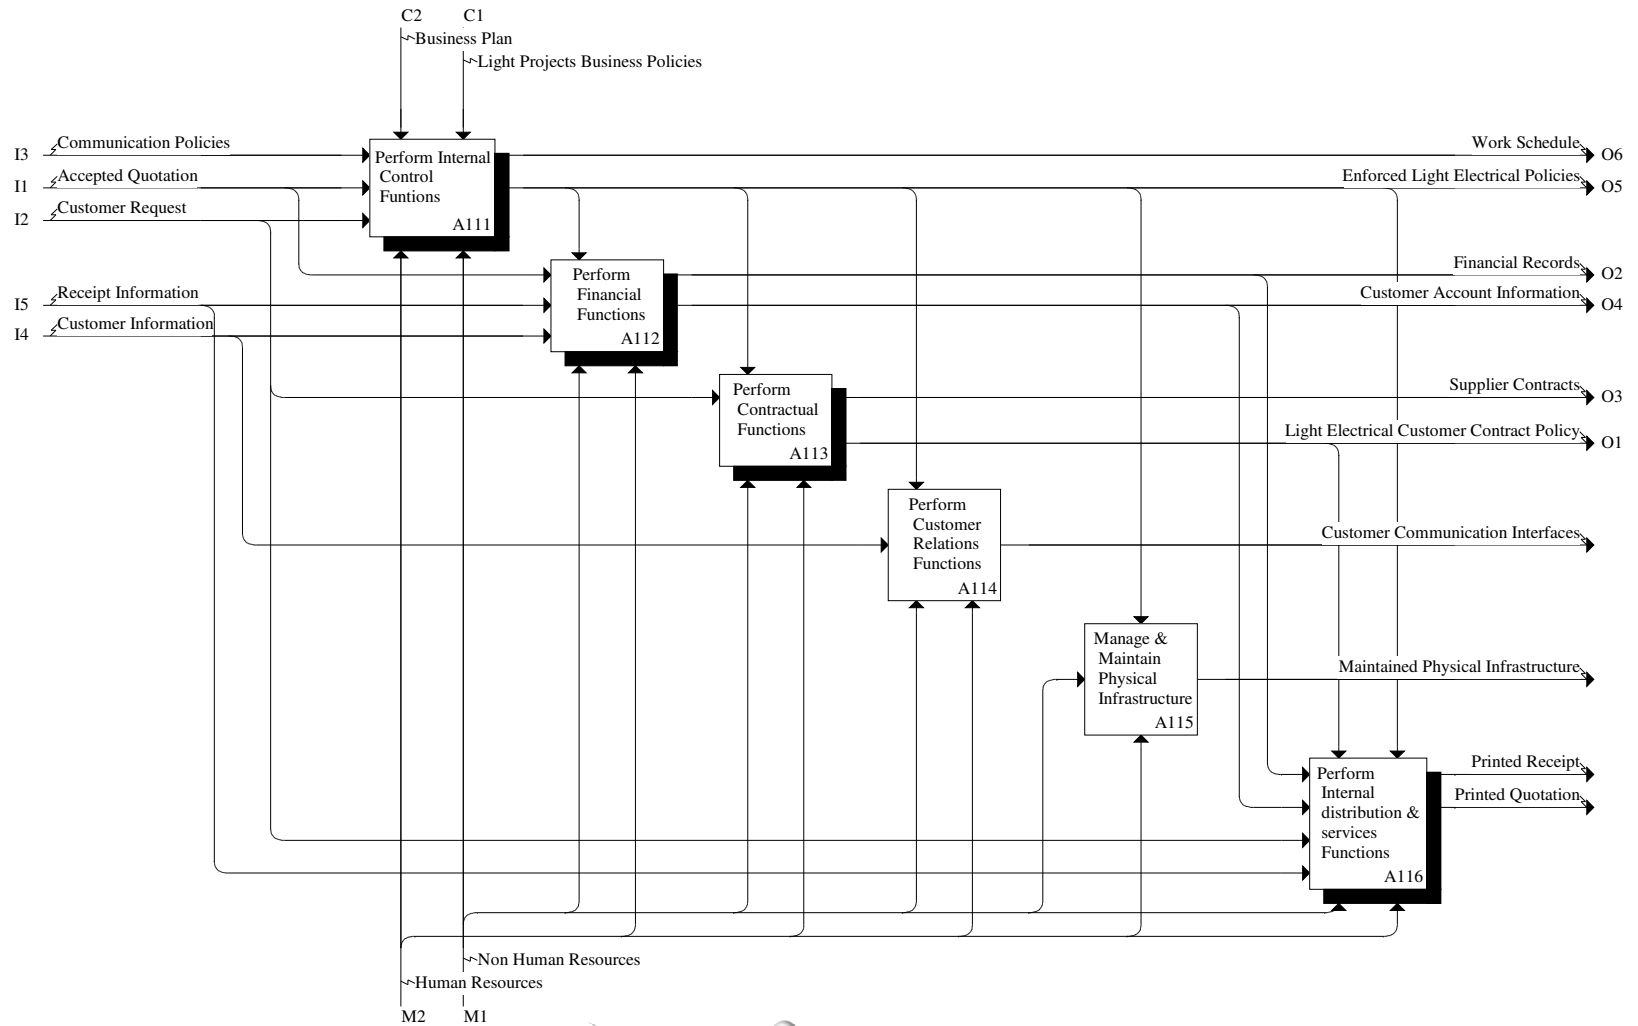 C2 C1
Business Plan
Light Projects Business Policies
I3 Communication Policies
Work Schedule O6
I1 Accepted Quotation
Enforced Light Electrical Policies O5
I2 Customer Request
Perform Internal
Control
Funtions
A111
I5 Receipt Information
I4 Customer Information
Perform
Financial
Functions
A112
Financial Records O2
Customer Account Information O4
Perform
Contractual
Functions
A113
Supplier Contracts O3
Light Electrical Customer Contract Policy O1
Perform
Customer
Relations
Functions
A114
Customer Communication Interfaces
Manage &
Maintain
Physical
Infrastructure
A115
Maintained Physical Infrastructure
Perform
Internal
distribution &
services
Functions
A116
Printed Receipt
Printed Quotation
Non Human Resources
Human Resources
M2 M1